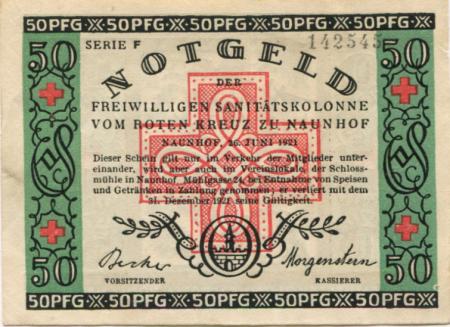 50PFG 50PFG 50PFG 50PFG 50PFG 50PFG
50 SERIE F 142545 50
NOTGELD
DER
FREIWILLIGEN SANITÄTSKOLONNE
VOM ROTEN KREUZ ZU NAUNHOF
NAUNHOF, 26. JUNI 1921
Dieser Schein gilt nur im Verkehr der Mitglieder unter-
einander, wird aber auch im Vereinslokale, der Schloss-
mühle in Naunhof, Mühlgasse 24, bei Entnahme von Speisen
und Getränken in Zahlung genommen; er verliert mit dem
31. Dezember 1921 seine Gültigkeit.
Becker Morgenstern
50 VORSITZENDER KASSIERER 50
50PFG 50PFG 50PFG 50PFG 50PFG 50PFG